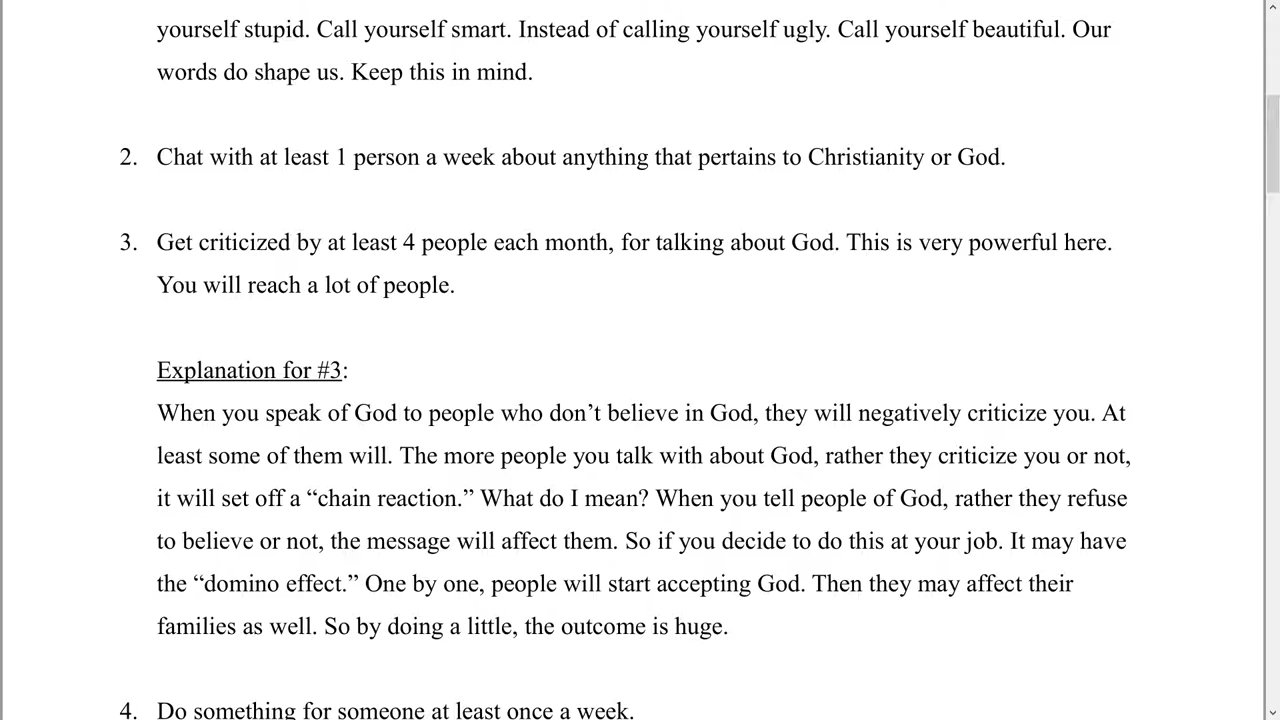 yourself stupid. Call yourself smart. Instead of calling yourself ugly. Call yourself beautiful. Our
words do shape us. Keep this in mind.
2. Chat with at least 1 person a week about anything that pertains to Christianity or God.
3. Get criticized by at least 4 people each month, for talking about God. This is very powerful here.
You will reach a lot of people.
Explanation for #3:
When you speak of God to people who don’t believe in God, they will negatively criticize you. At
least some of them will. The more people you talk with about God, rather they criticize you or not,
it will set off a “chain reaction.” What do I mean? When you tell people of God, rather they refuse
to believe or not, the message will affect them. So if you decide to do this at your job. It may have
the “domino effect.” One by one, people will start accepting God. Then they may affect their
families as well. So by doing a little, the outcome is huge.
4. Do something for someone at least once a week.